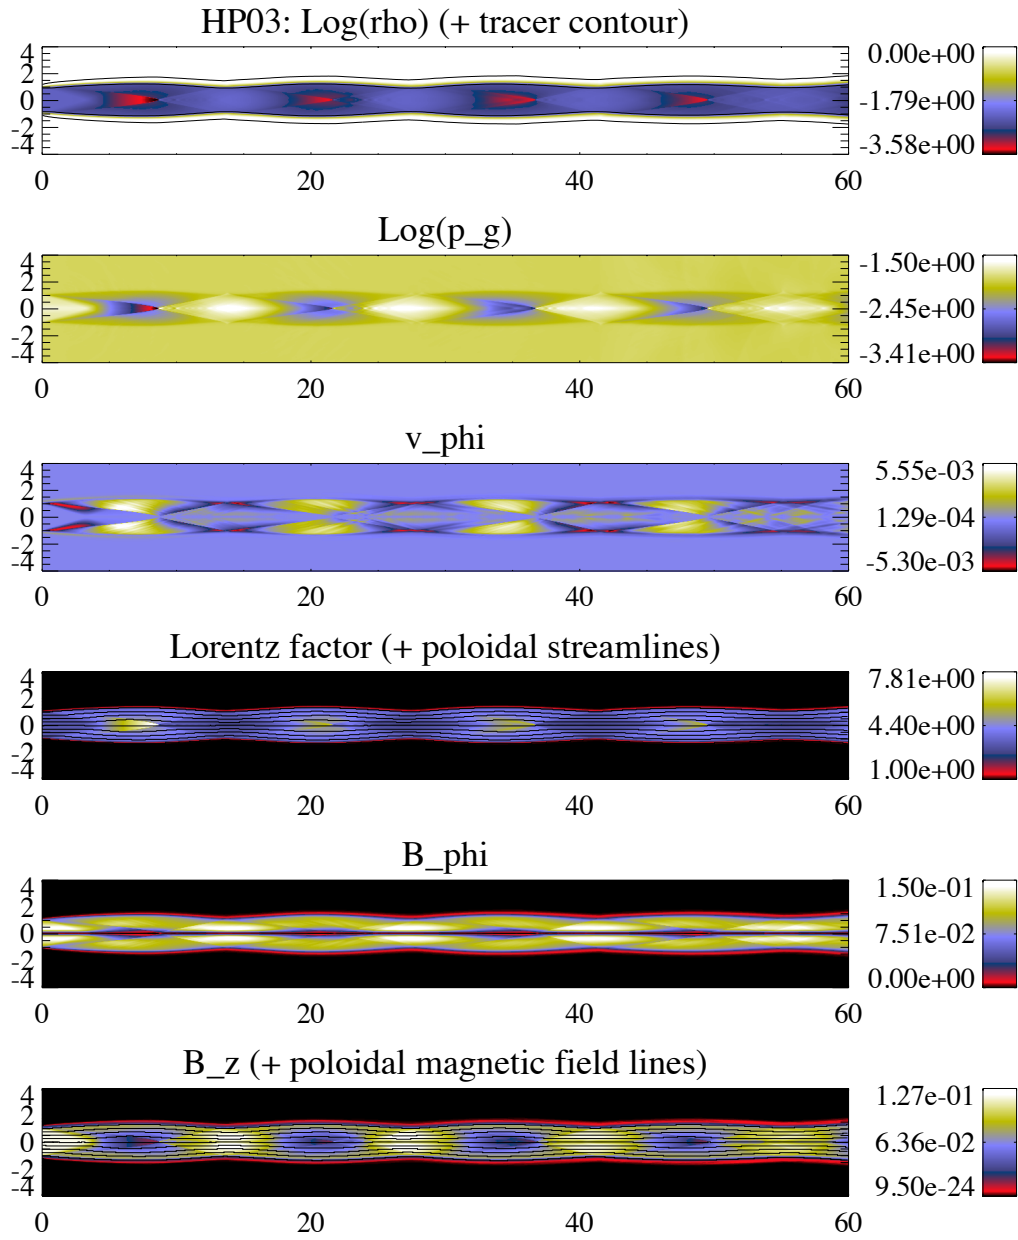 HP03: Log(rho) (+ tracer contour)
4
2
0
-2
-4
0 20 40 60
0.00e+00
-1.79e+00
-3.58e+00
Log(p_g)
4
2
0
-2
-4
0 20 40 60
-1.50e+00
-2.45e+00
-3.41e+00
v_phi
4
2
0
-2
-4
0 20 40 60
5.55e-03
1.29e-04
-5.30e-03
Lorentz factor (+ poloidal streamlines)
4
2
0
-2
-4
0 20 40 60
7.81e+00
4.40e+00
1.00e+00
B_phi
4
2
0
-2
-4
0 20 40 60
1.50e-01
7.51e-02
0.00e+00
B_z (+ poloidal magnetic field lines)
4
2
0
-2
-4
0 20 40 60
1.27e-01
6.36e-02
9.50e-24